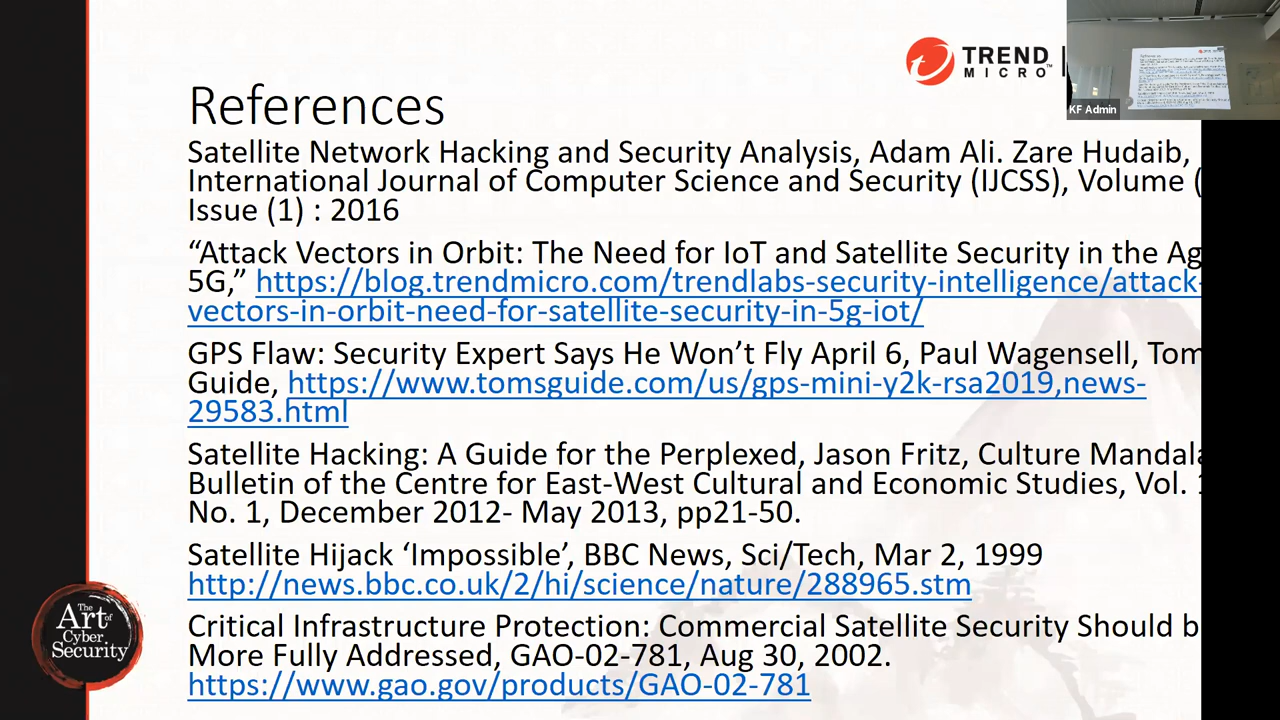 TREND
MICRO™
KF Admin
References
Satellite Network Hacking and Security Analysis, Adam Ali. Zare Hudaib,
International Journal of Computer Science and Security (IJCSS), Volume (
Issue (1) : 2016
“Attack Vectors in Orbit: The Need for IoT and Satellite Security in the Ag
5G,” https://blog.trendmicro.com/trendlabs-security-intelligence/attack-
vectors-in-orbit-need-for-satellite-security-in-5g-iot/
GPS Flaw: Security Expert Says He Won’t Fly April 6, Paul Wagensell, Tom
Guide, https://www.tomsguide.com/us/gps-mini-y2k-rsa2019,news-
29583.html
Satellite Hacking: A Guide for the Perplexed, Jason Fritz, Culture Mandala
Bulletin of the Centre for East-West Cultural and Economic Studies, Vol.
No. 1, December 2012- May 2013, pp21-50.
Satellite Hijack ‘Impossible’, BBC News, Sci/Tech, Mar 2, 1999
http://news.bbc.co.uk/2/hi/science/nature/288965.stm
Critical Infrastructure Protection: Commercial Satellite Security Should b
More Fully Addressed, GAO-02-781, Aug 30, 2002.
https://www.gao.gov/products/GAO-02-781
The
Art of
Cyber
Security